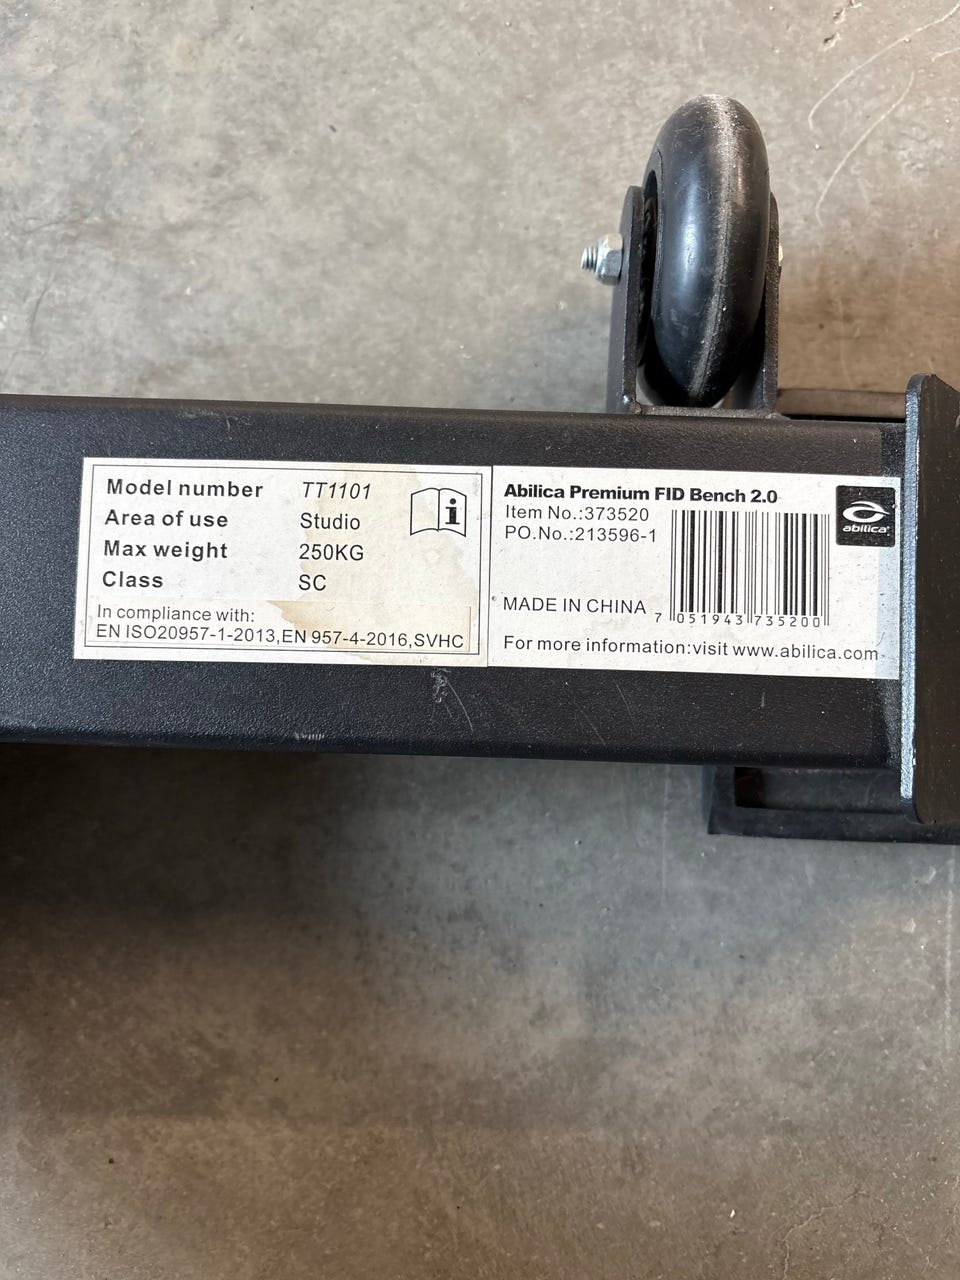 Model number TT1101
Area of use Studio
Max weight 250KG
Class SC
In compliance with:
EN ISO20957-1-2013,EN 957-4-2016,SVHC
i
Abilica Premium FID Bench 2.0
Item No.:373520
PO.No.:213596-1
MADE IN CHINA
7 051943 735200
For more information:visit www.abilica.com
abilica®